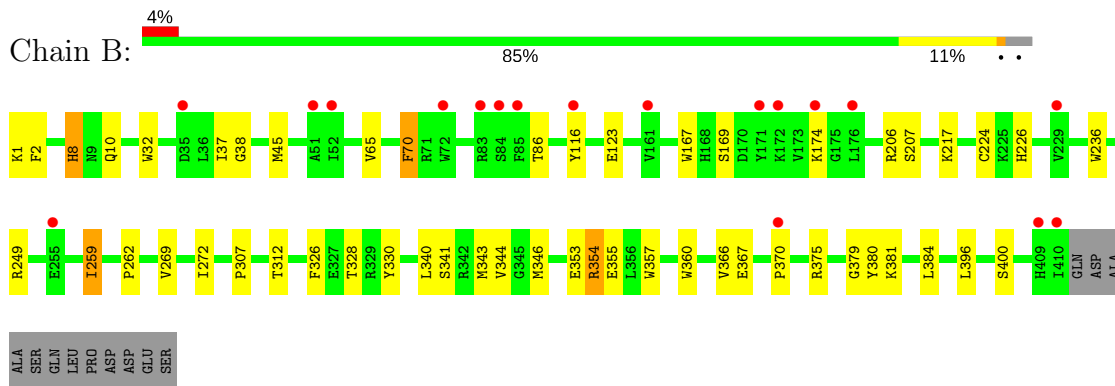 4%
Chain B:
85% 11% • •
K1 F2 H8 N9 Q10 W32 D35 L36 I37 G38 M45 A51 I52 V65 F70 R71 W72 R83 S84 F85 T86 Y116 E123 V161 W167 H168 S169 D170 Y171 K172 V173 K174 G175 L176 R206 S207 K217 C224 K225 H226 V229 W236
R249 E255 I259 P262 V269 I272 P307 T312 F326 E327 T328 R329 Y330 L340 S341 R342 W343 V344 G345 M346 E353 R354 E355 L356 W357 W360 V366 E367 P370 R375 G379 Y380 K381 L384 L396 S400 H409 I410 GLN ASP ALA
ALA SER GLN LEU PRO ASP ASP GLU SER